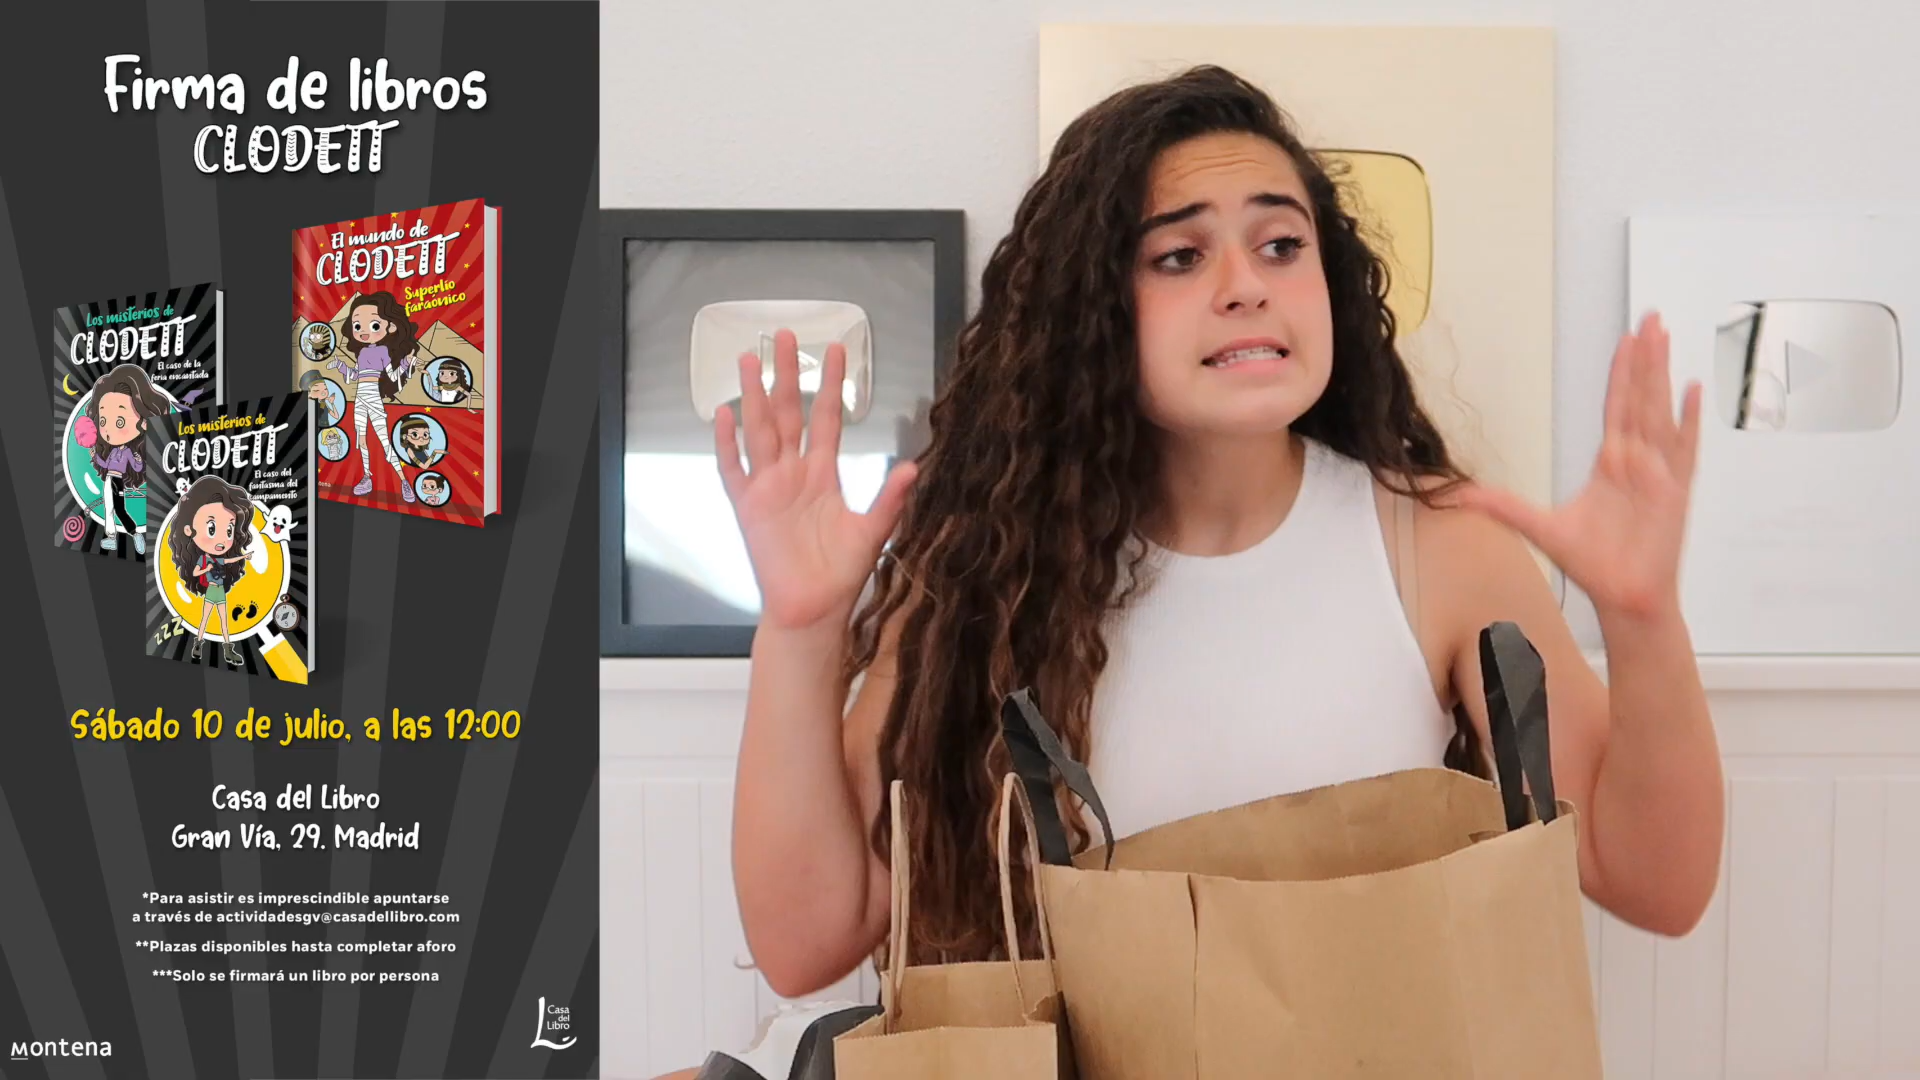 Firma de libros
CLODETT
El mundo de
CLODETT
Superlío
faraónico
Los misterios de
CLODETT
El caso de la
feria encantada
Los misterios de
CLODETT
El caso del
fantasma del
campamento
ZZZ
Sábado 10 de julio, a las 12:00
Casa del Libro
Gran Vía, 29. Madrid
*Para asistir es imprescindible apuntarse
a través de actividadesgv@casadellibro.com
**Plazas disponibles hasta completar aforo
***Solo se firmará un libro por persona
Casa
del
Libro
Montena